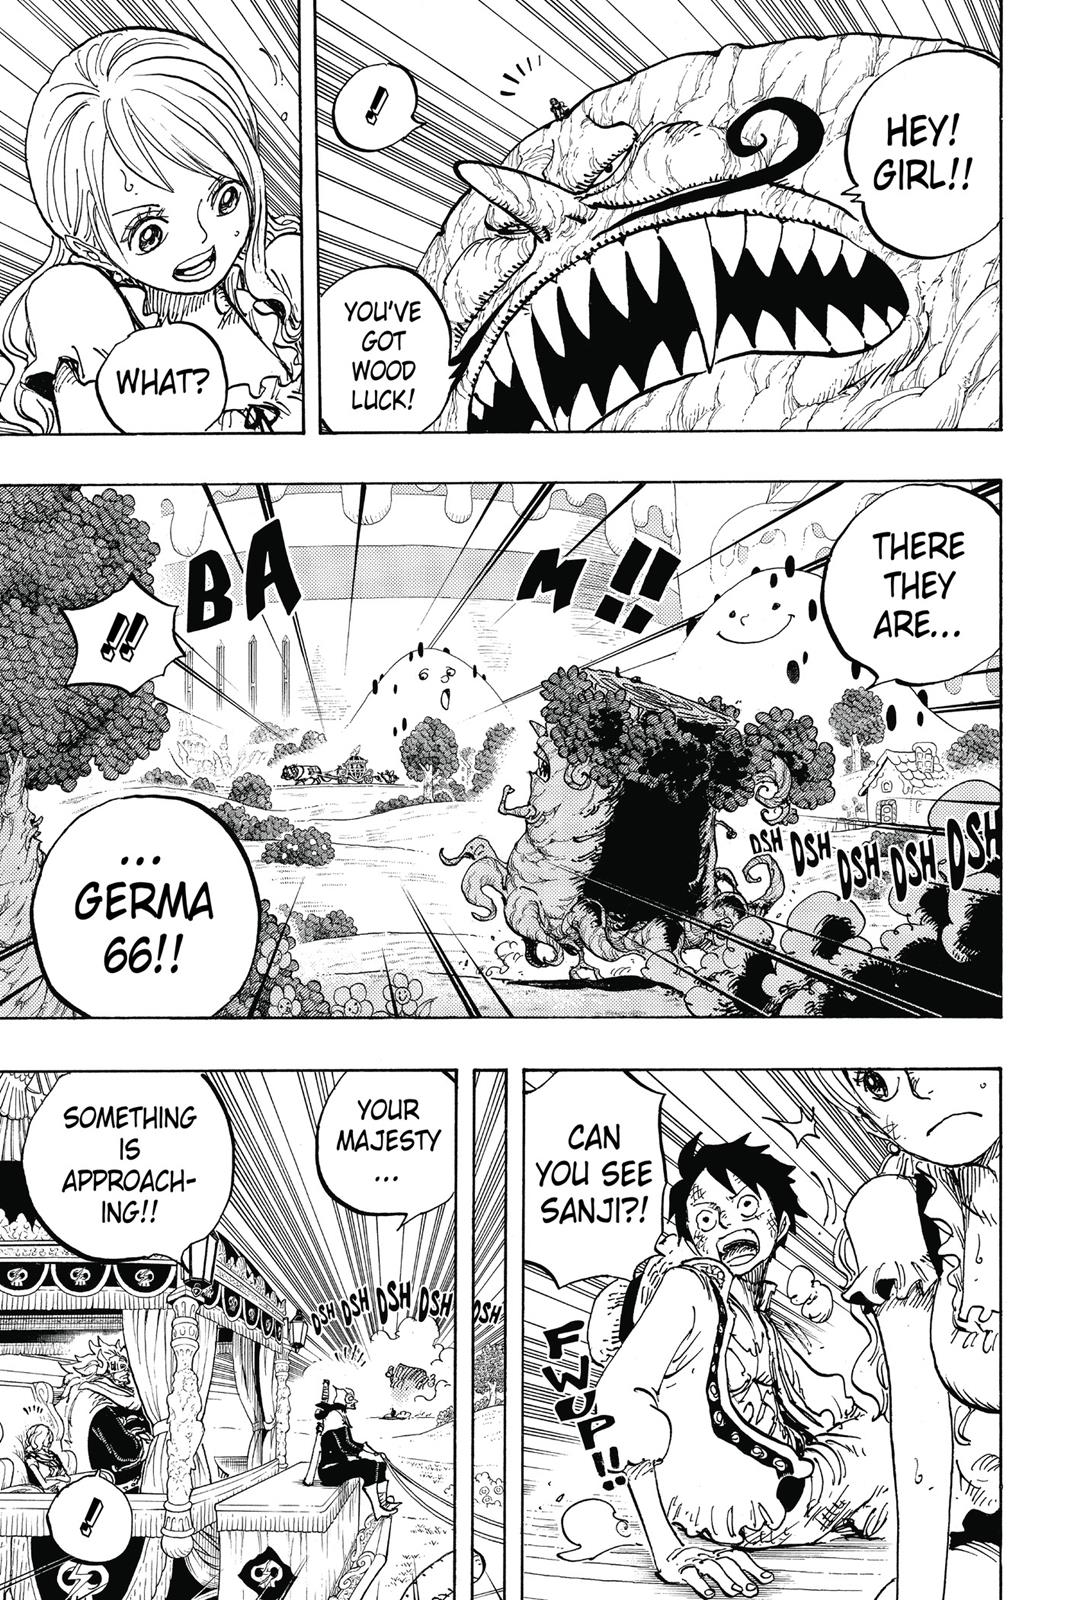 HEY!
GIRL!!
!!
YOU'VE
GOT
WOOD
LUCK!
WHAT?
THERE
THEY
ARE...
BAM!!
!!
DSH DSH DSH DSH DSH
...
GERMA
66!!
CAN
YOU SEE
SANJI?!
FWUP!!
YOUR
MAJESTY
...
SOMETHING
IS
APPROACH-
ING!!
DSH DSH DSH DSH DSH
!